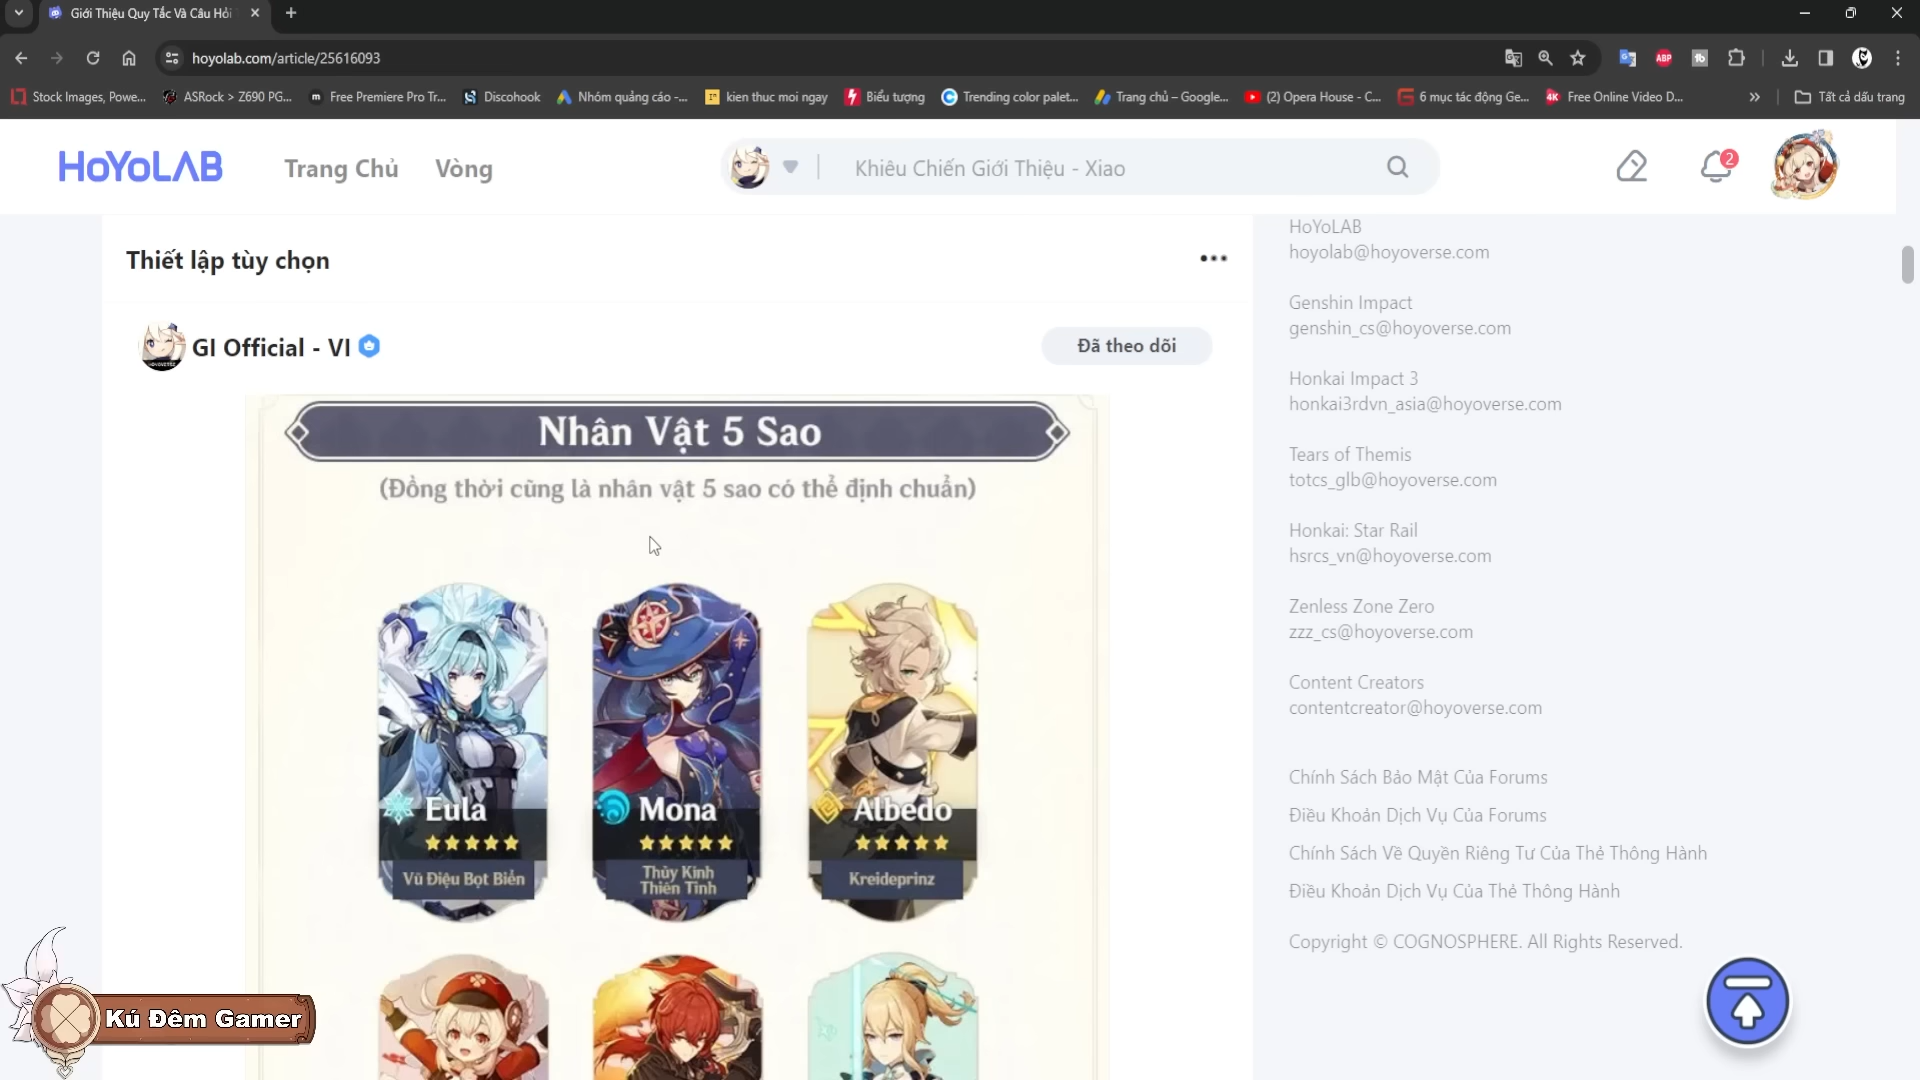 Giới Thiệu Quy Tắc Và Câu Hỏi
hoyolab.com/article/25616093
Stock Images, Powe...
ASRock > Z690 PG...
Free Premiere Pro Tr...
Discohook
Nhóm quảng cáo -...
kien thuc moi ngay
Biểu tượng
Trending color palet...
Trang chủ – Google...
(2) Opera House - C...
6 mục tác động Ge...
Free Online Video D...
Tất cả dấu trang
HoYoLAB
Trang Chủ
Vòng
Khiêu Chiến Giới Thiệu - Xiao
2
Thiết lập tùy chọn
GI Official - VI
Đã theo dõi
Nhân Vật 5 Sao
(Đồng thời cũng là nhân vật 5 sao có thể định chuẩn)
Eula
Vũ Điệu Bọt Biển
Mona
Thủy Kính
Thiên Tinh
Albedo
Kreideprinz
HoYoLAB
hoyolab@hoyoverse.com
Genshin Impact
genshin_cs@hoyoverse.com
Honkai Impact 3
honkai3rdvn_asia@hoyoverse.com
Tears of Themis
totcs_glb@hoyoverse.com
Honkai: Star Rail
hsrcs_vn@hoyoverse.com
Zenless Zone Zero
zzz_cs@hoyoverse.com
Content Creators
contentcreator@hoyoverse.com
Chính Sách Bảo Mật Của Forums
Điều Khoản Dịch Vụ Của Forums
Chính Sách Về Quyền Riêng Tư Của Thẻ Thông Hành
Điều Khoản Dịch Vụ Của Thẻ Thông Hành
Copyright © COGNOSPHERE. All Rights Reserved.
Kú Đêm Gamer